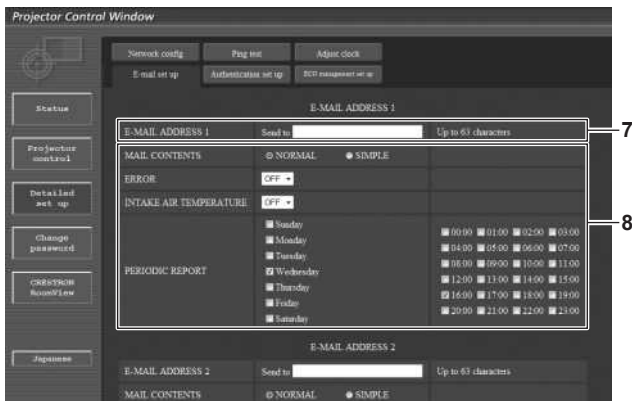 Projector Control Window
Network config Ping test Adjust clock
E-mail set up Authentication set up ECO management set up
Status
Projector control
Detailed set up
Change password
CRESTRON RoomView
Japanese
E-MAIL ADDRESS 1
E-MAIL ADDRESS 1 Send to Up to 63 characters 7
MAIL CONTENTS NORMAL SIMPLE
ERROR OFF
INTAKE AIR TEMPERATURE OFF
8
PERIODIC REPORT
Sunday
Monday
Tuesday
Wednesday
Thursday
Friday
Saturday
00:00 01:00 02:00 03:00
04:00 05:00 06:00 07:00
08:00 09:00 10:00 11:00
12:00 13:00 14:00 15:00
16:00 17:00 18:00 19:00
20:00 21:00 22:00 23:00
E-MAIL ADDRESS 2
E-MAIL ADDRESS 2 Send to Up to 63 characters
MAIL CONTENTS NORMAL SIMPLE